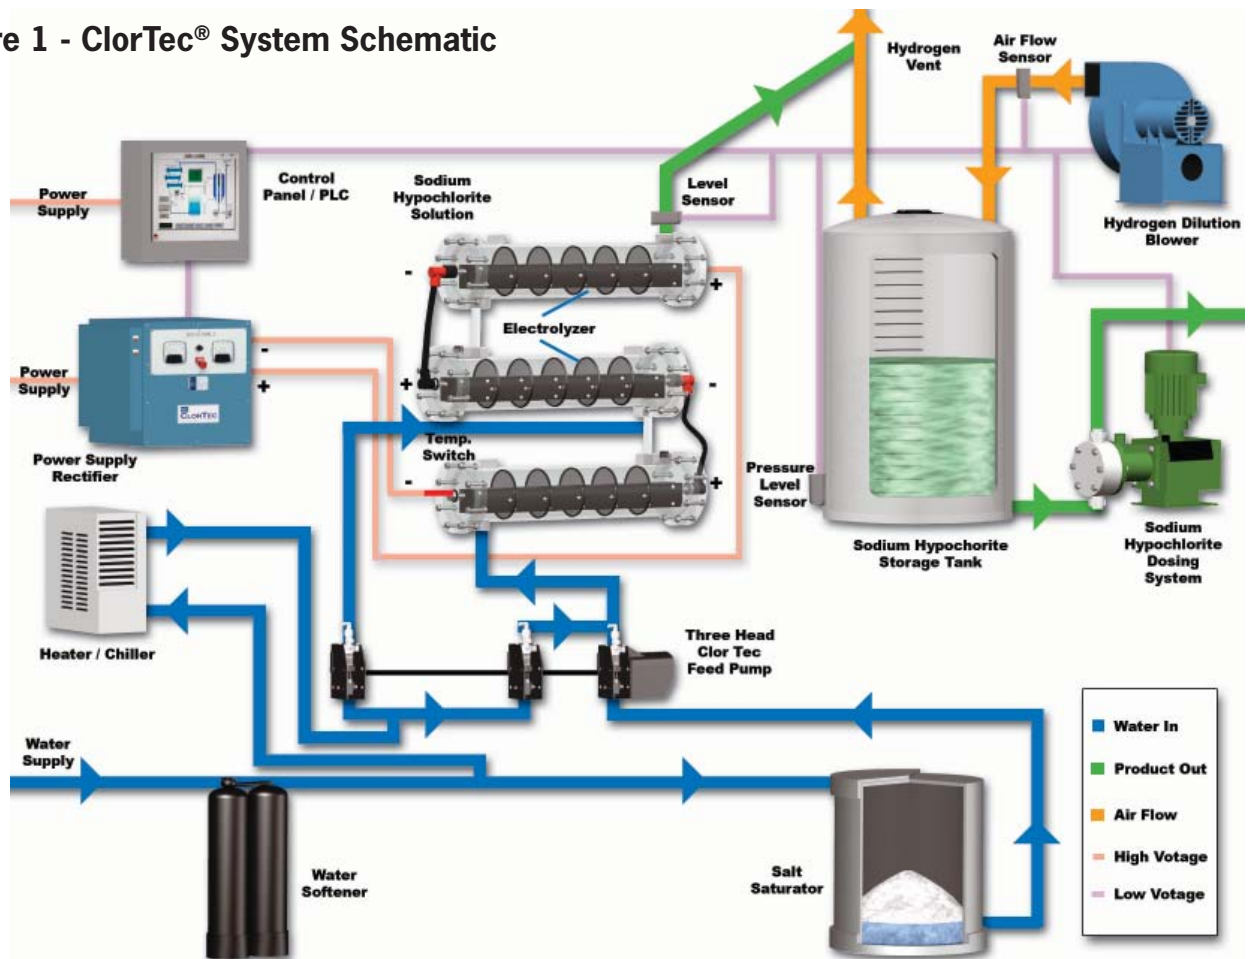 re 1 - ClorTec® System Schematic
Hydrogen
Vent
Air Flow
Sensor
Control
Panel / PLC
Sodium
Hypochlorite
Solution
Level
Sensor
Power
Supply
Hydrogen Dilution
Blower
-
+
Electrolyzer
-
+
Power
Supply
CLORTEC
+
-
Temp.
Switch
Power Supply
Rectifier
-
+
Pressure
Level
Sensor
Sodium Hypochorite
Storage Tank
Sodium
Hypochlorite
Dosing
System
Heater / Chiller
Three Head
Clor Tec
Feed Pump
Water
Supply
Water
Softener
Salt
Saturator
Water In
Product Out
Air Flow
High Votage
Low Votage